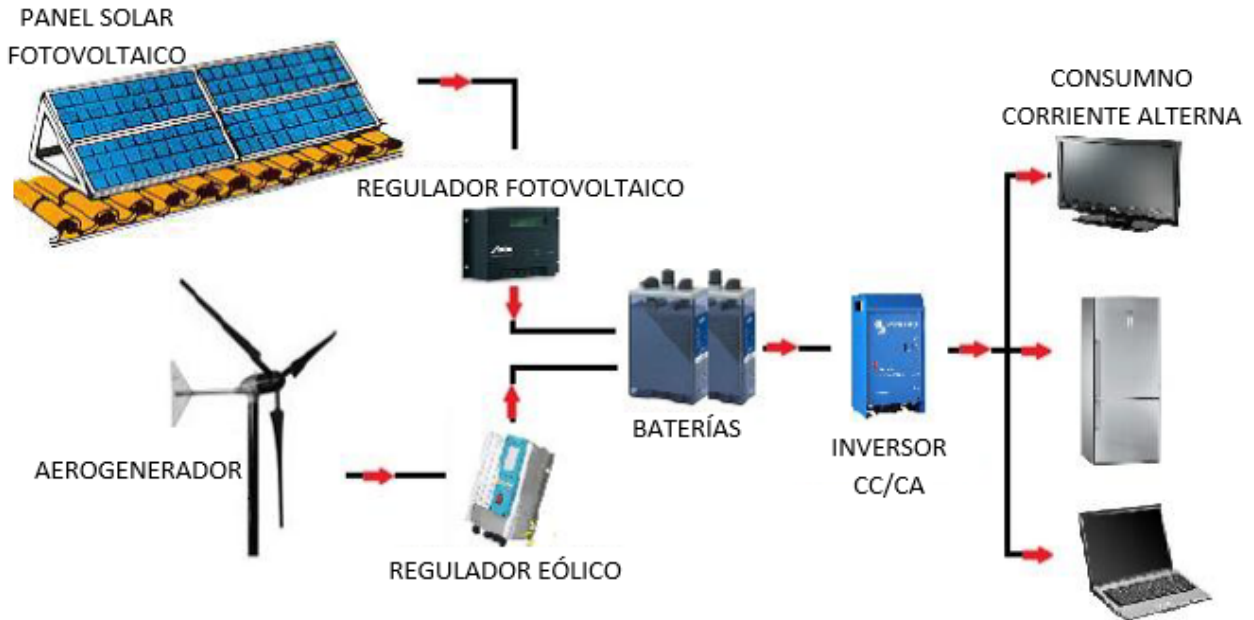 PANEL SOLAR
FOTOVOLTAICO
CONSUMNO
CORRIENTE ALTERNA
REGULADOR FOTOVOLTAICO
BATERÍAS
INVERSOR
CC/CA
AEROGENERADOR
REGULADOR EÓLICO